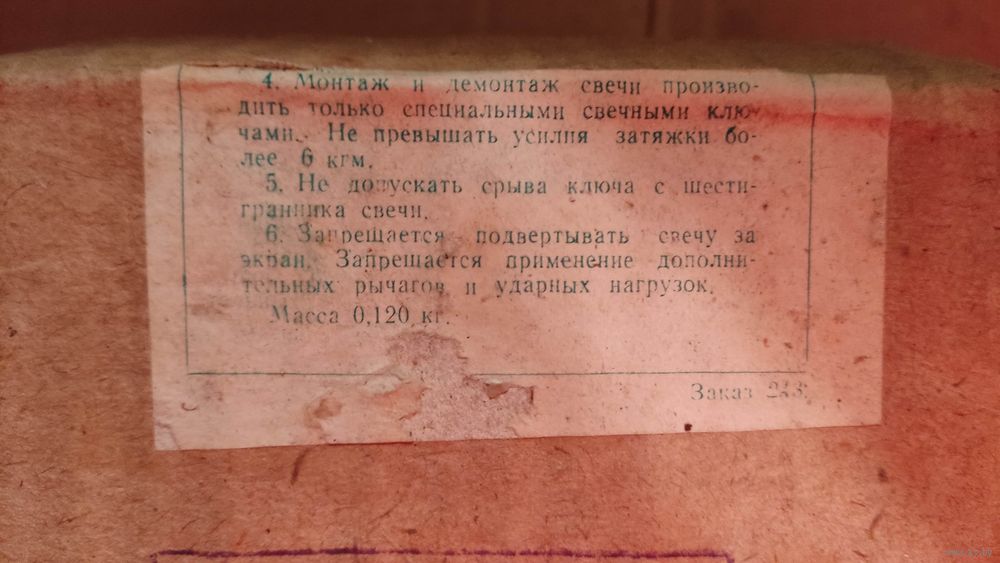 4. Монтаж и демонтаж свечи произво-
дить только специальными свечными клю-
чами. Не превышать усилия затяжки бо-
лее 6 кгм.
5. Не допускать срыва ключа с шести-
гранника свечи.
6. Запрещается подвертывать свечу за
экран. Запрещается применение дополни-
тельных рычагов и ударных нагрузок.
Масса 0,120 кг.
Заказ